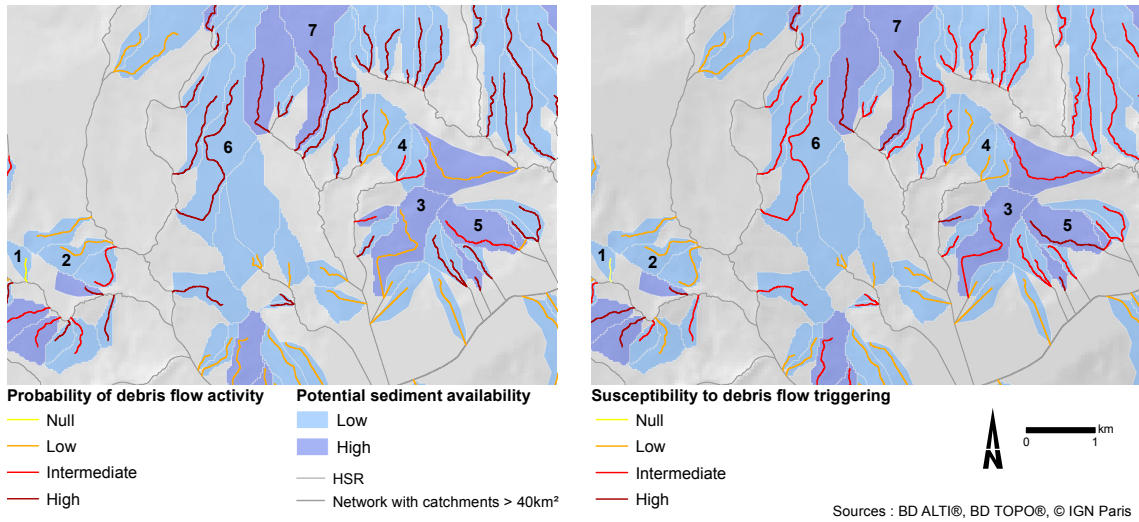 7
6
4
3
5
1
2
7
6
4
3
5
1
2
Probability of debris flow activity
Null
Low
Intermediate
High
Potential sediment availability
Low
High
HSR
Network with catchments > 40km²
Susceptibility to debris flow triggering
Null
Low
Intermediate
High
N
km
0 1
Sources : BD ALTI®, BD TOPO®, © IGN Paris